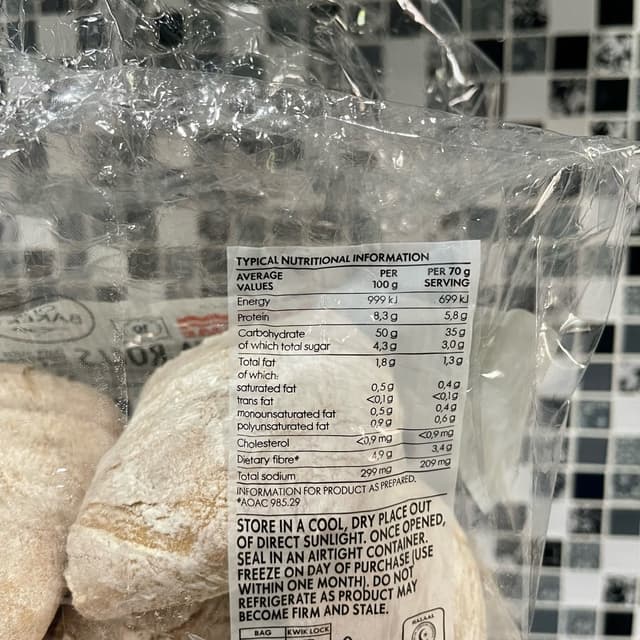 TYPICAL NUTRITIONAL INFORMATION
AVERAGE VALUES PER 100 g PER 70 g SERVING
Energy 999 kJ 699 kJ
Protein 8,3 g 5,8 g
Carbohydrate 50 g 35 g
of which total sugar 4,3 g 3,0 g
Total fat 1,8 g 1,3 g
of which:
saturated fat 0,5 g 0,4 g
trans fat <0,1 g <0,1 g
monounsaturated fat 0,5 g 0,4 g
polyunsaturated fat 0,9 g 0,6 g
Cholesterol <0,9 mg <0,9 mg
Dietary fibre* 4,9 g 3,4 g
Total sodium 299 mg 209 mg
INFORMATION FOR PRODUCT AS PREPARED.
*AOAC 985.29
STORE IN A COOL, DRY PLACE OUT
OF DIRECT SUNLIGHT. ONCE OPENED,
SEAL IN AN AIRTIGHT CONTAINER.
FREEZE ON DAY OF PURCHASE (USE
WITHIN ONE MONTH). DO NOT
REFRIGERATE AS PRODUCT MAY
BECOME FIRM AND STALE.
BAG KWIK LOCK